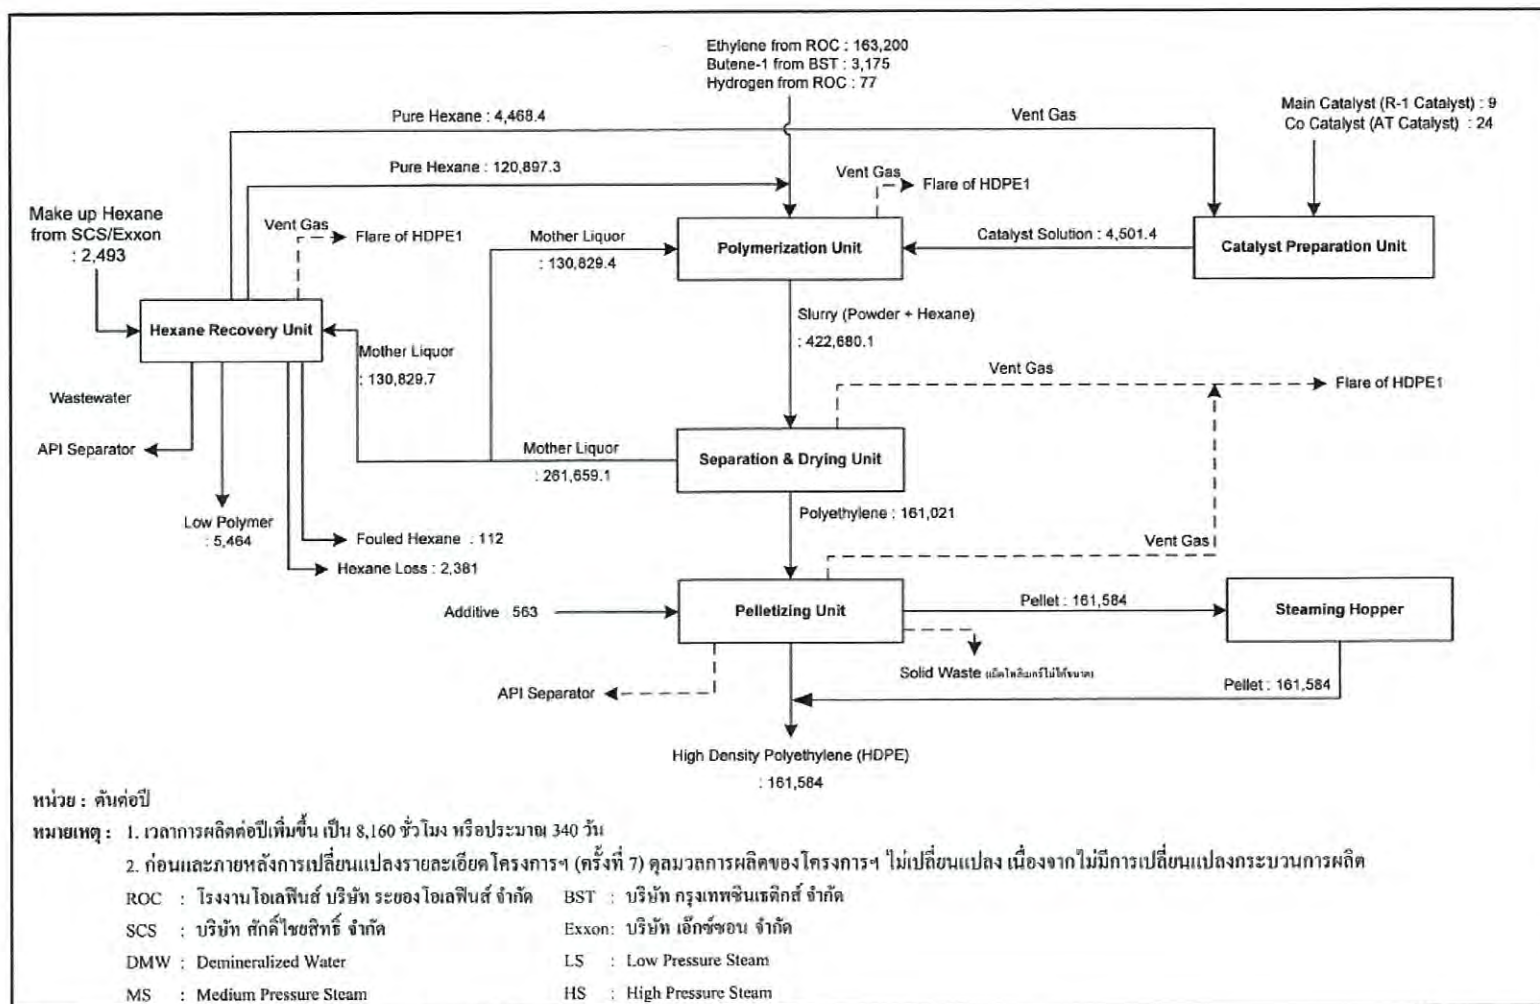 Ethylene from ROC : 163,200
Butene-1 from BST : 3,175
Hydrogen from ROC : 77
Pure Hexane : 4,468.4
Vent Gas
Main Catalyst (R-1 Catalyst) : 9
Co Catalyst (AT Catalyst) : 24
Pure Hexane : 120,897.3
Vent Gas
Flare of HDPE1
Make up Hexane
from SCS/Exxon
: 2,493
Vent Gas
Flare of HDPE1
Mother Liquor
: 130,829.4
Polymerization Unit
Catalyst Solution : 4,501.4
Catalyst Preparation Unit
Hexane Recovery Unit
Slurry (Powder + Hexane)
: 422,680.1
Mother Liquor
: 130,829.7
Vent Gas
Flare of HDPE1
Wastewater
API Separator
Mother Liquor
: 261,659.1
Separation & Drying Unit
Low Polymer
: 5,464
Polyethylene : 161,021
Fouled Hexane : 112
Hexane Loss : 2,381
Vent Gas
Additive : 563
Pelletizing Unit
Pellet : 161,584
Steaming Hopper
Solid Waste (เม็ดโพลิเมอร์ไม่ได้ขนาด)
API Separator
Pellet : 161,584
High Density Polyethylene (HDPE)
: 161,584
หน่วย : ตันต่อปี
หมายเหตุ : 1. เวลาการผลิตต่อปีเพิ่มขึ้น เป็น 8,160 ชั่วโมง หรือประมาณ 340 วัน
2. ก่อนและภายหลังการเปลี่ยนแปลงรายละเอียดโครงการฯ (ครั้งที่ 7) ดุลมวลการผลิตของโครงการฯ ไม่เปลี่ยนแปลง เนื่องจากไม่มีการเปลี่ยนแปลงกระบวนการผลิต
ROC : โรงงานโอเลฟินส์ บริษัท ระยองโอเลฟินส์ จำกัด BST : บริษัท กรุงเทพซินเธติกส์ จำกัด
SCS : บริษัท ศักดิ์ไชยสิทธิ์ จำกัด Exxon : บริษัท เอ็กซ์ซอน จำกัด
DMW : Demineralized Water LS : Low Pressure Steam
MS : Medium Pressure Steam HS : High Pressure Steam